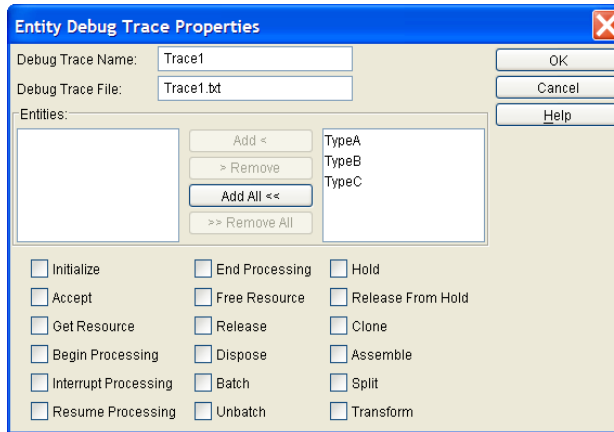 Entity Debug Trace Properties
Debug Trace Name: Trace1
OK
Debug Trace File: Trace1.txt
Cancel
Help
Entities:
Add <
TypeA
> Remove
TypeB
Add All <<
TypeC
>> Remove All
Initialize End Processing Hold
Accept Free Resource Release From Hold
Get Resource Release Clone
Begin Processing Dispose Assemble
Interrupt Processing Batch Split
Resume Processing Unbatch Transform